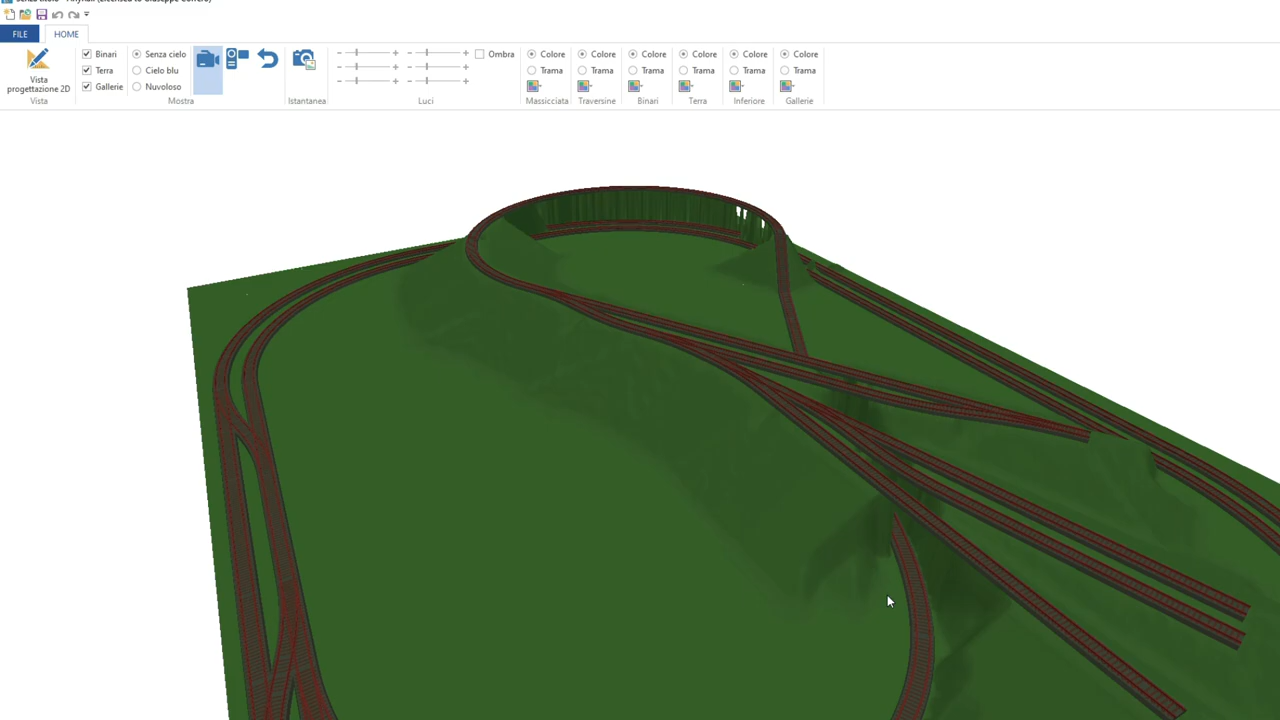 FILE HOME
Vista progettazione 2D
Vista
Binari
Terra
Gallerie
Senza cielo
Cielo blu
Nuvoloso
Mostra
Istantanea
Luci
Ombra
Colore
Trama
Massicciata
Colore
Trama
Traversine
Colore
Trama
Binari
Colore
Trama
Terra
Colore
Trama
Inferiore
Colore
Trama
Gallerie